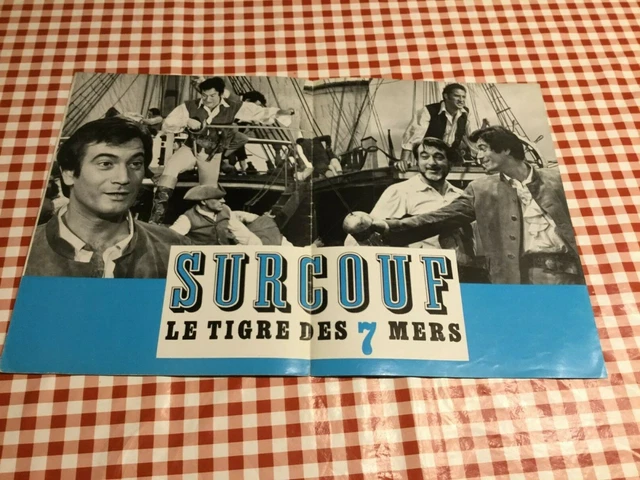 SURCOUF
LE TIGRE DES 7 MERS